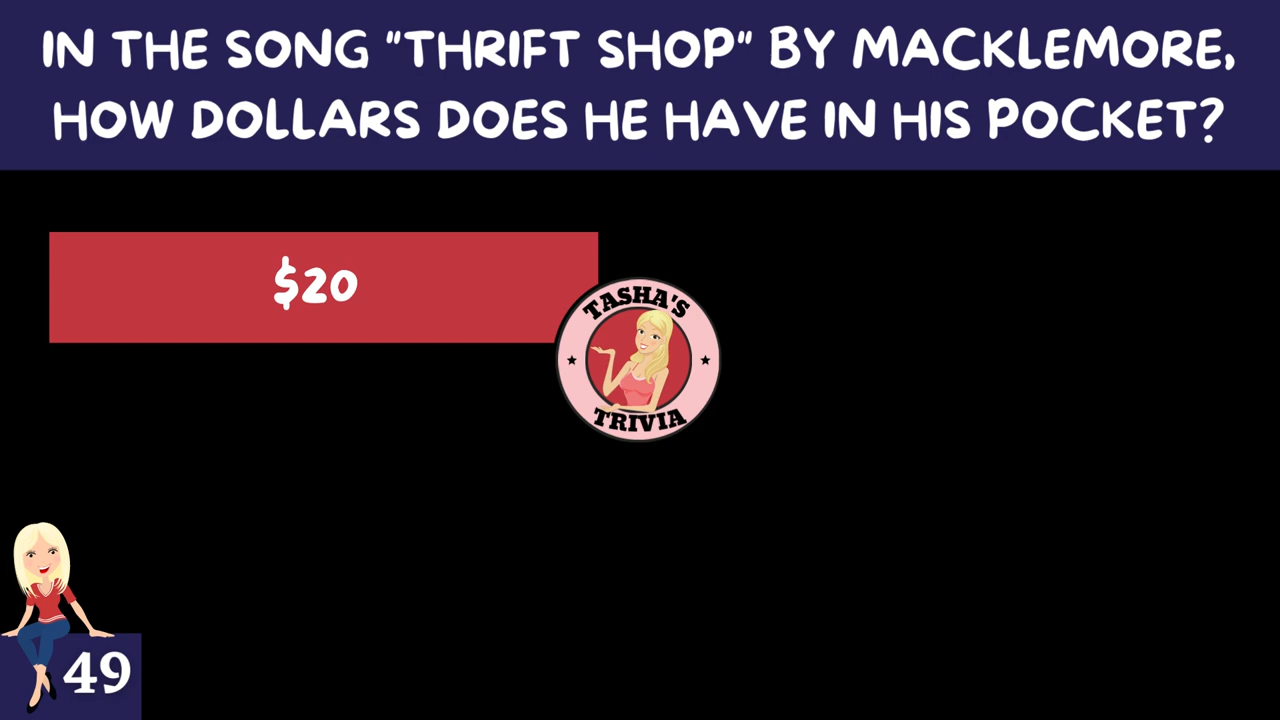 IN THE SONG "THRIFT SHOP" BY MACKLEMORE,
HOW DOLLARS DOES HE HAVE IN HIS POCKET?
$20
TASHA'S
TRIVIA
49